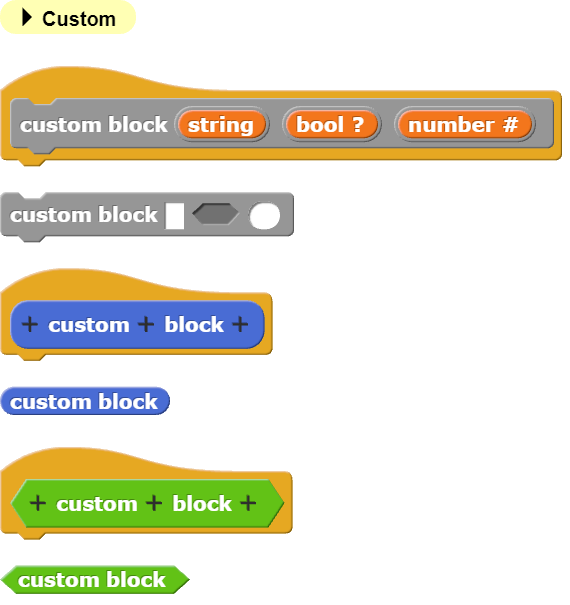 Custom
custom block string bool ? number #
custom block
+ custom + block +
custom block
+ custom + block +
custom block